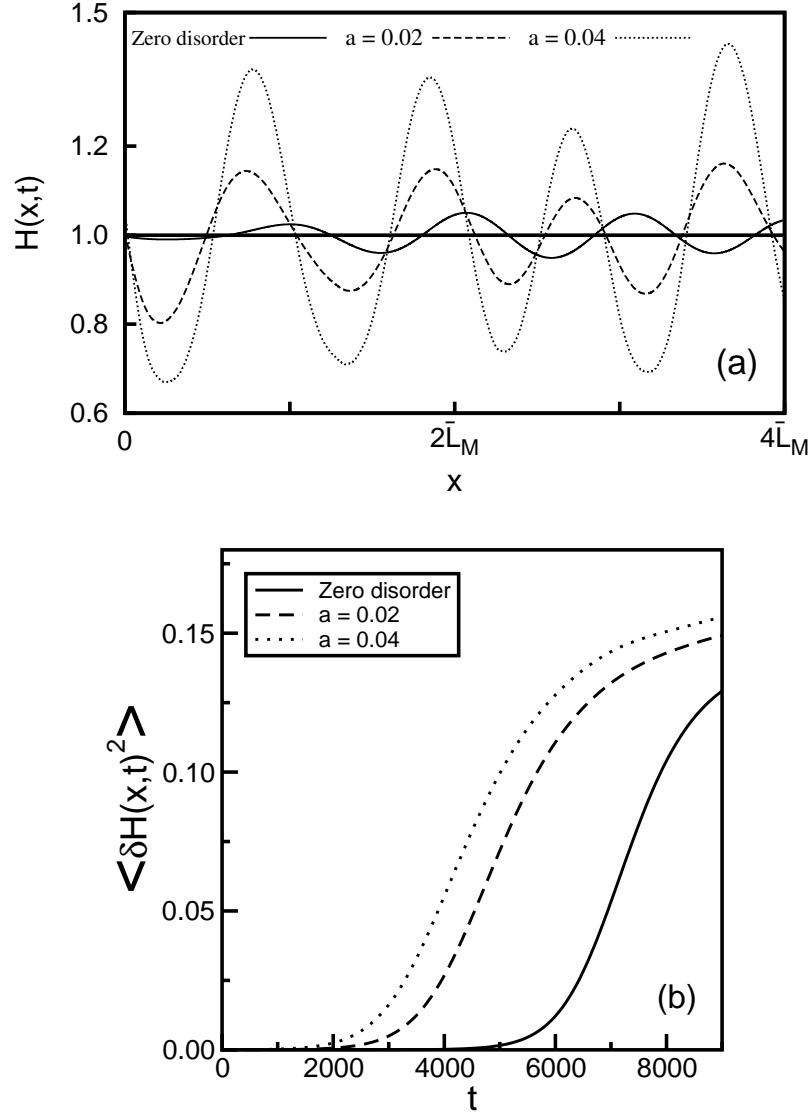 Zero disorder a = 0.02 a = 0.04
1.5
1.2
1.0
0.8
0.6
H(x,t)
(a)
0 2L̄_M 4L̄_M
x
Zero disorder
a = 0.02
a = 0.04
0.15
0.10
0.05
0.00
<δH(x,t)²>
(b)
0 2000 4000 6000 8000
t